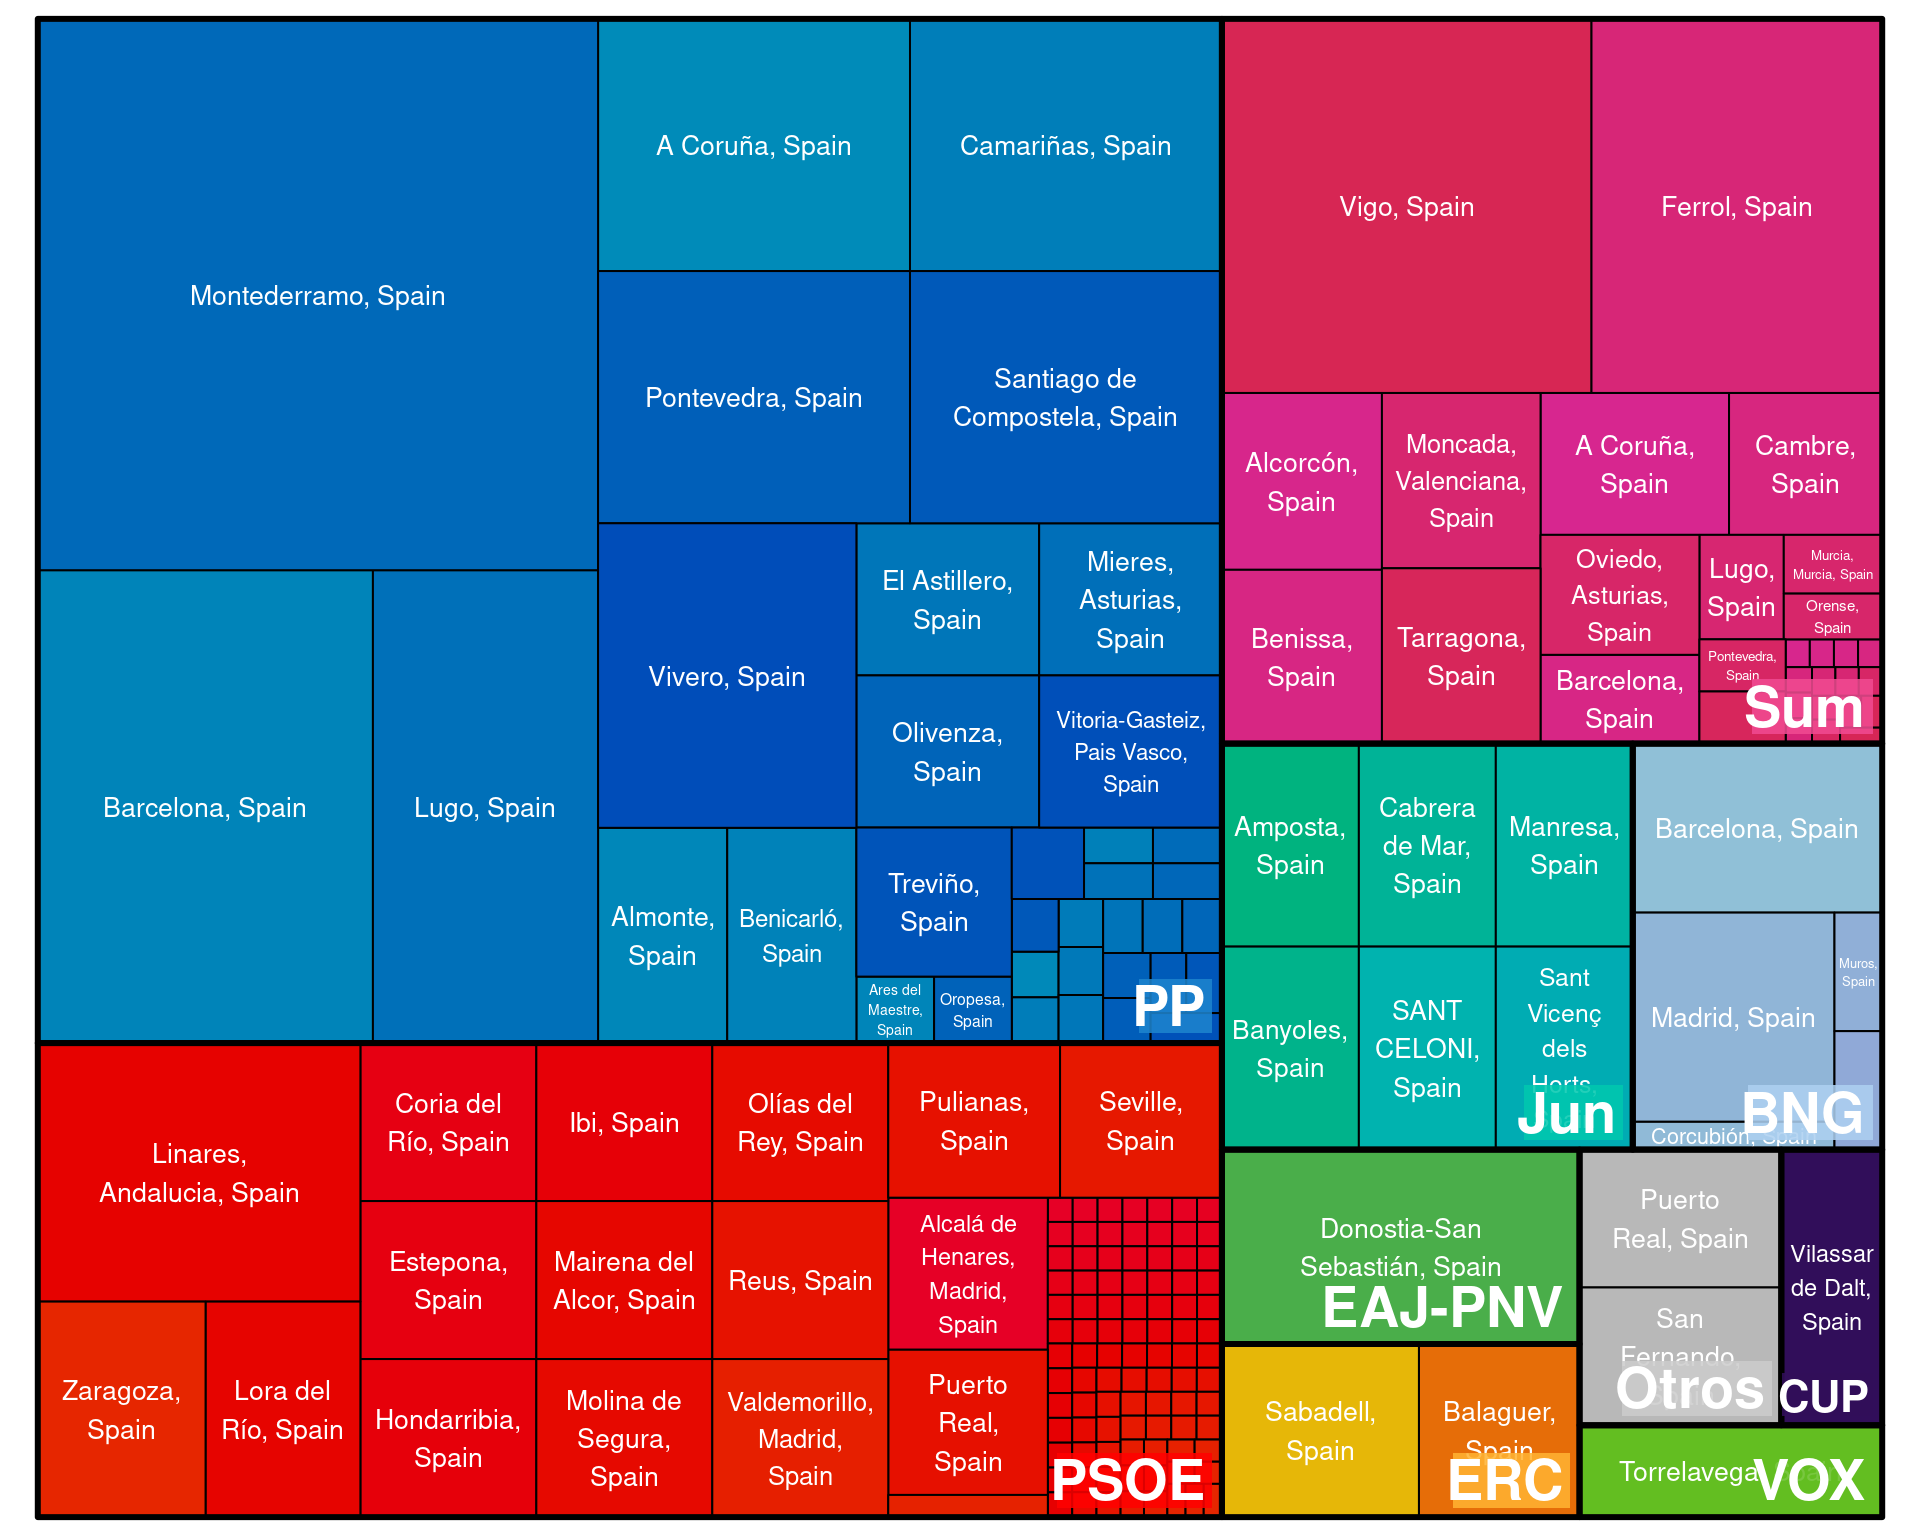 Montederramo, Spain
A Coruña, Spain
Camariñas, Spain
Pontevedra, Spain
Santiago de
Compostela, Spain
Barcelona, Spain
Lugo, Spain
Vivero, Spain
El Astillero,
Spain
Mieres,
Asturias,
Spain
Olivenza,
Spain
Vitoria-Gasteiz,
Pais Vasco,
Spain
Almonte,
Spain
Benicarló,
Spain
Treviño,
Spain
Ares del
Maestre,
Spain
Oropesa,
Spain
PP
Vigo, Spain
Ferrol, Spain
Alcorcón,
Spain
Moncada,
Valenciana,
Spain
A Coruña,
Spain
Cambre,
Spain
Benissa,
Spain
Tarragona,
Spain
Oviedo,
Asturias,
Spain
Lugo,
Spain
Murcia,
Murcia, Spain
Orense,
Spain
Barcelona,
Spain
Pontevedra,
Spain
Sum
Amposta,
Spain
Cabrera
de Mar,
Spain
Manresa,
Spain
Banyoles,
Spain
SANT
CELONI,
Spain
Sant
Vicenç
dels
Horts,
Jun
Barcelona, Spain
Madrid, Spain
Muros,
Spain
Corcubión, Spain
BNG
Linares,
Andalucia, Spain
Zaragoza,
Spain
Lora del
Río, Spain
Coria del
Río, Spain
Ibi, Spain
Olías del
Rey, Spain
Estepona,
Spain
Mairena del
Alcor, Spain
Reus, Spain
Hondarribia,
Spain
Molina de
Segura,
Spain
Valdemorillo,
Madrid,
Spain
Pulianas,
Spain
Seville,
Spain
Alcalá de
Henares,
Madrid,
Spain
Puerto
Real,
Spain
PSOE
Donostia-San
Sebastián, Spain
EAJ-PNV
Sabadell,
Spain
Balaguer,
Spain
ERC
Puerto
Real, Spain
San
Fernando,
Otros
Vilassar
de Dalt,
Spain
CUP
Torrelavega
VOX